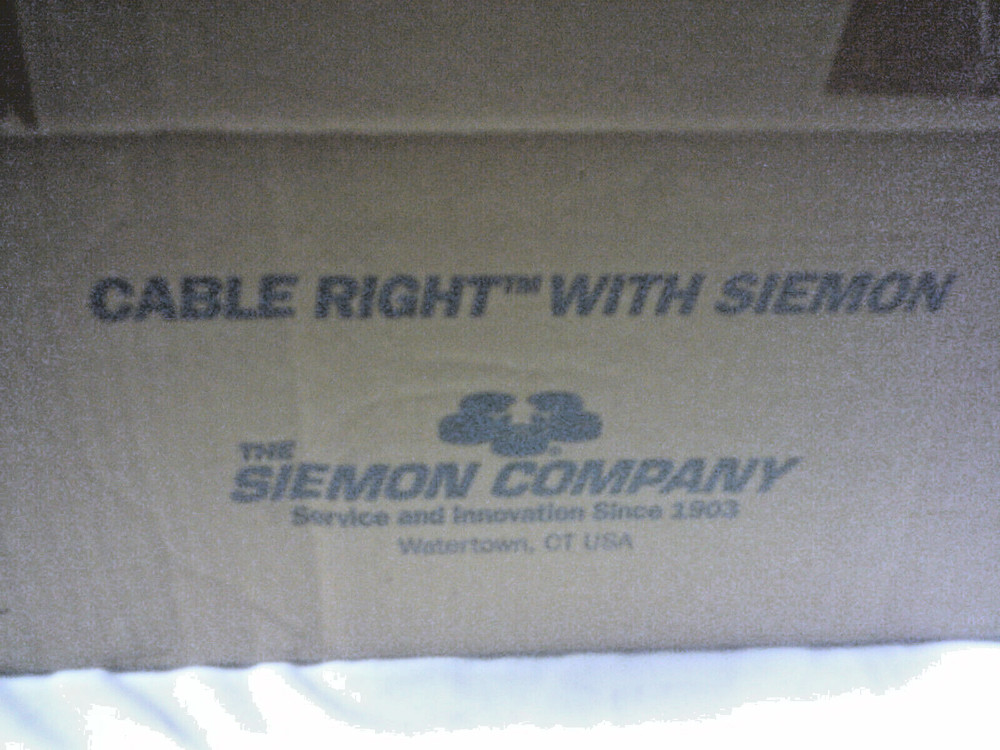 CABLE RIGHT™ WITH SIEMON
THE
SIEMON COMPANY
Service and Innovation Since 1903
Watertown, CT USA